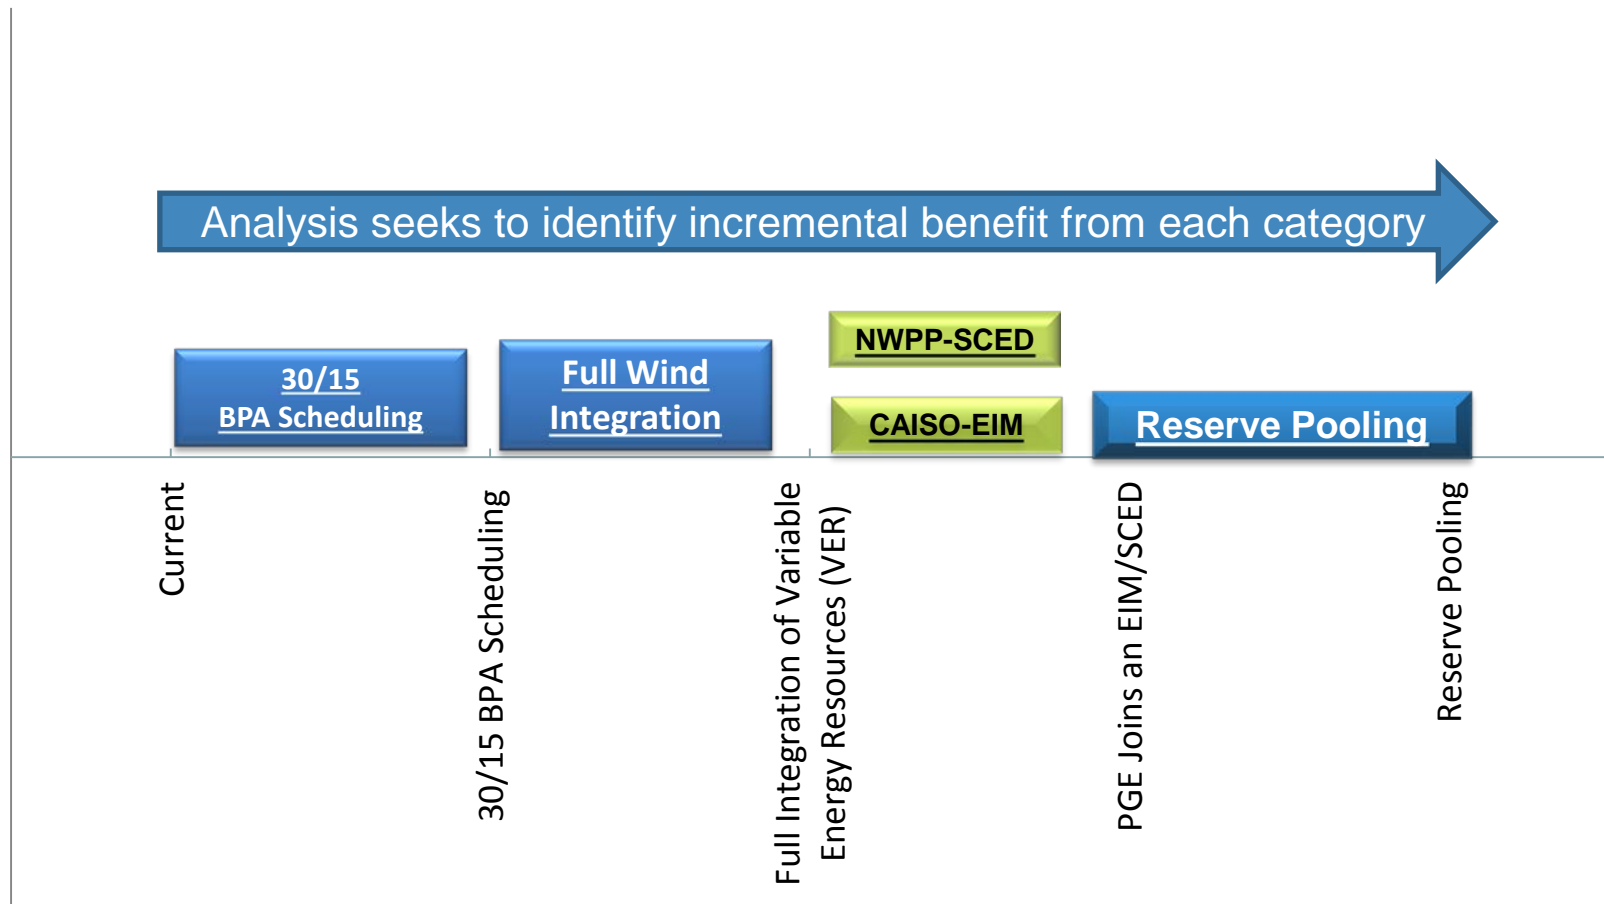 Analysis seeks to identify incremental benefit from each category
30/15
BPA Scheduling
Full Wind
Integration
NWPP-SCED
CAISO-EIM
Reserve Pooling
Current
30/15 BPA Scheduling
Full Integration of Variable
Energy Resources (VER)
PGE Joins an EIM/SCED
Reserve Pooling